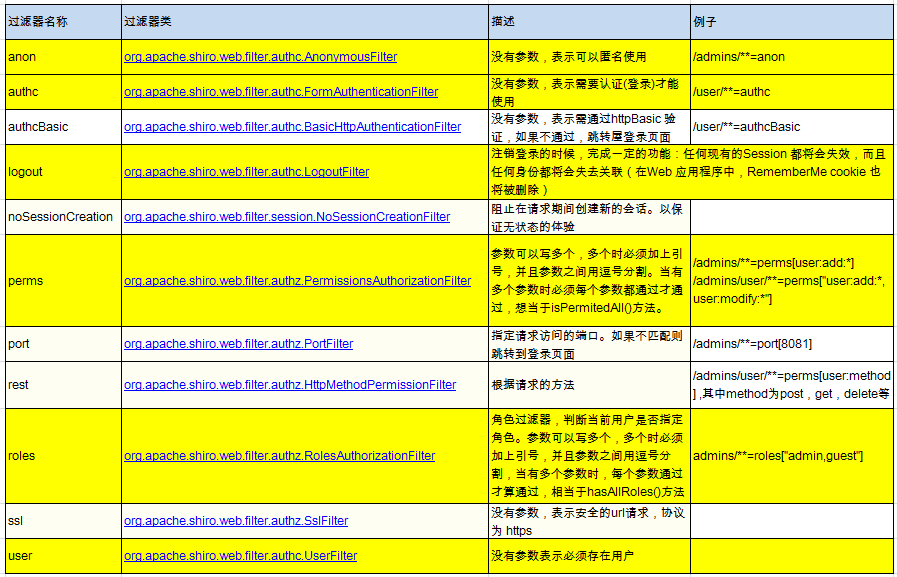 过滤器名称 过滤器类 描述 例子
anon org.apache.shiro.web.filter.authc.AnonymousFilter 没有参数，表示可以匿名使用 /admins/**=anon
authc org.apache.shiro.web.filter.authc.FormAuthenticationFilter 没有参数，表示需要认证(登录)才能
使用 /user/**=authc
authcBasic org.apache.shiro.web.filter.authc.BasicHttpAuthenticationFilter 没有参数，表示需通过httpBasic 验
证，如果不通过，跳转屋登录页面 /user/**=authcBasic
logout org.apache.shiro.web.filter.authc.LogoutFilter 注销登录的时候，完成一定的功能：任何现有的Session 都将会失效，而且
任何身份都将会失去关联（在Web 应用程序中，RememberMe cookie 也
将被删除）
noSessionCreation org.apache.shiro.web.filter.session.NoSessionCreationFilter 阻止在请求期间创建新的会话。以保
证无状态的体验
perms org.apache.shiro.web.filter.authz.PermissionsAuthorizationFilter 参数可以写多个，多个时必须加上引
号，并且参数之间用逗号分割。当有
多个参数时必须每个参数都通过才通
过，想当于isPermitedAll()方法。
/admins/**=perms[user:add:*]
/admins/user/**=perms["user:add:*,
user:modify:*"]
port org.apache.shiro.web.filter.authz.PortFilter 指定请求访问的端口。如果不匹配则
跳转到登录页面 /admins/**=port[8081]
rest org.apache.shiro.web.filter.authz.HttpMethodPermissionFilter 根据请求的方法 /admins/user/**=perms[user:method
] ,其中method为post，get，delete等
roles org.apache.shiro.web.filter.authz.RolesAuthorizationFilter 角色过滤器，判断当前用户是否指定
角色。参数可以写多个，多个时必须
加上引号，并且参数之间用逗号分
割，当有多个参数时，每个参数通过
才算通过，相当于hasAllRoles()方法
admins/**=roles["admin,guest"]
ssl org.apache.shiro.web.filter.authz.SslFilter 没有参数，表示安全的url请求，协议
为 https
user org.apache.shiro.web.filter.authc.UserFilter 没有参数表示必须存在用户